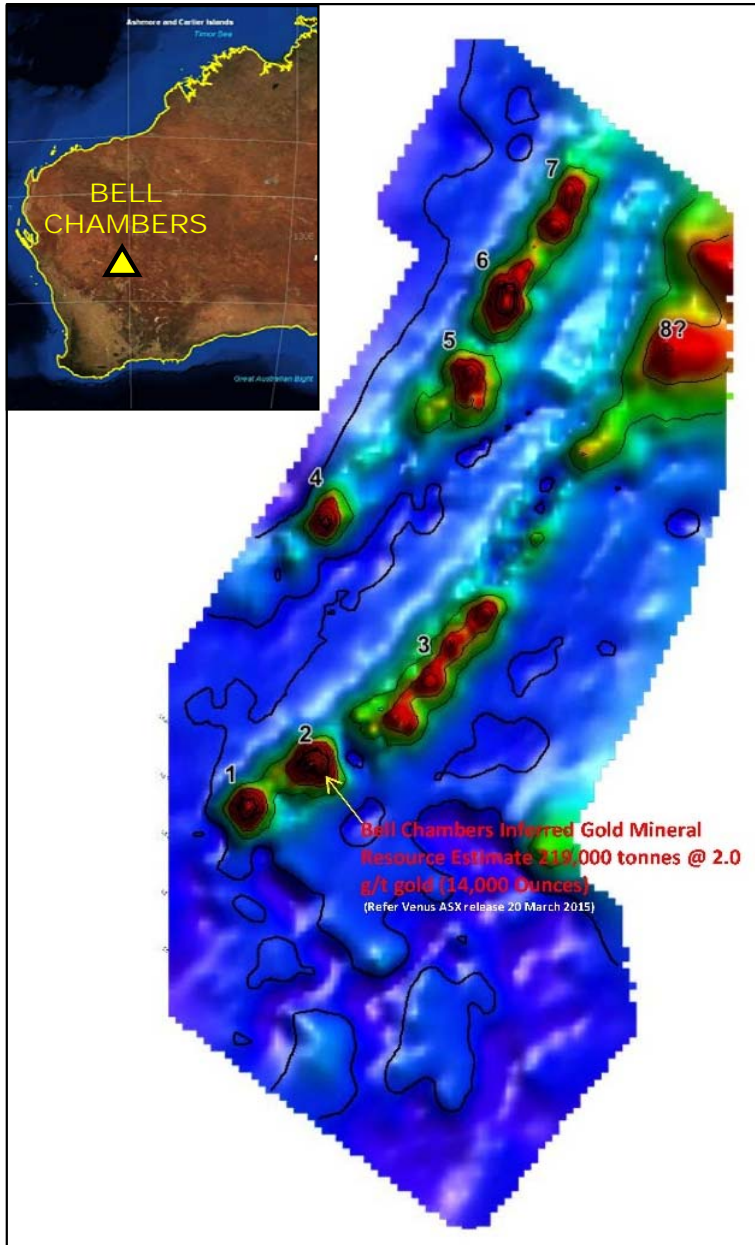 Ashmore and Cartier Islands
Timor Sea
BELL
CHAMBERS
Great Australian Bight
7
6
8?
5
4
3
2
1
Bell Chambers Inferred Gold Mineral
Resource Estimate 219,000 tonnes @ 2.0
g/t gold (14,000 Ounces)
(Refer Venus ASX release 20 March 2015)